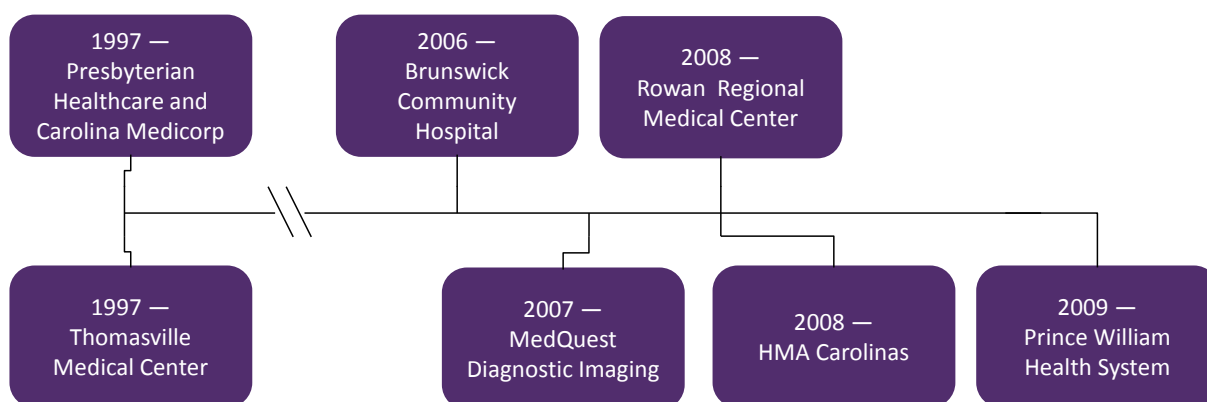 1997 —
Presbyterian
Healthcare and
Carolina Medicorp
2006 —
Brunswick
Community
Hospital
2008 —
Rowan  Regional
Medical Center
1997 —
Thomasville
Medical Center
2007 —
MedQuest
Diagnostic Imaging
2008 —
HMA Carolinas
2009 —
Prince William
Health System